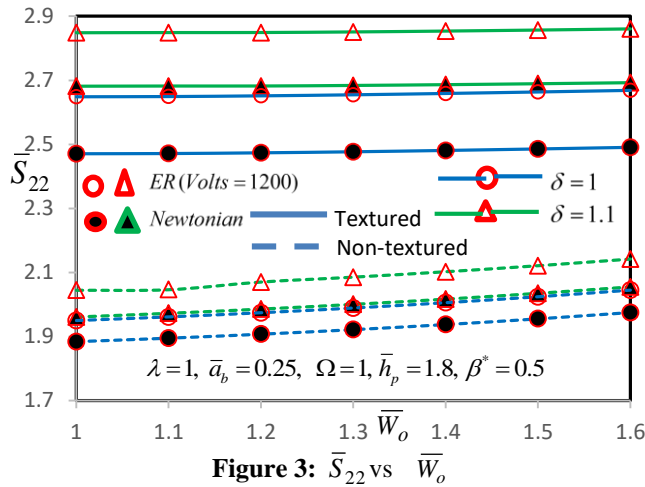 2.9
2.7
2.5
2.3
2.1
1.9
1.7
S̄₂₂
ER(Volts = 1200)
δ = 1
Newtonian
Textured
δ = 1.1
Non-textured
λ = 1, ā_b = 0.25, Ω = 1, h̄_p = 1.8, β* = 0.5
1 1.1 1.2 1.3 1.4 1.5 1.6
W̄ₒ
Figure 3: S̄₂₂ vs W̄ₒ